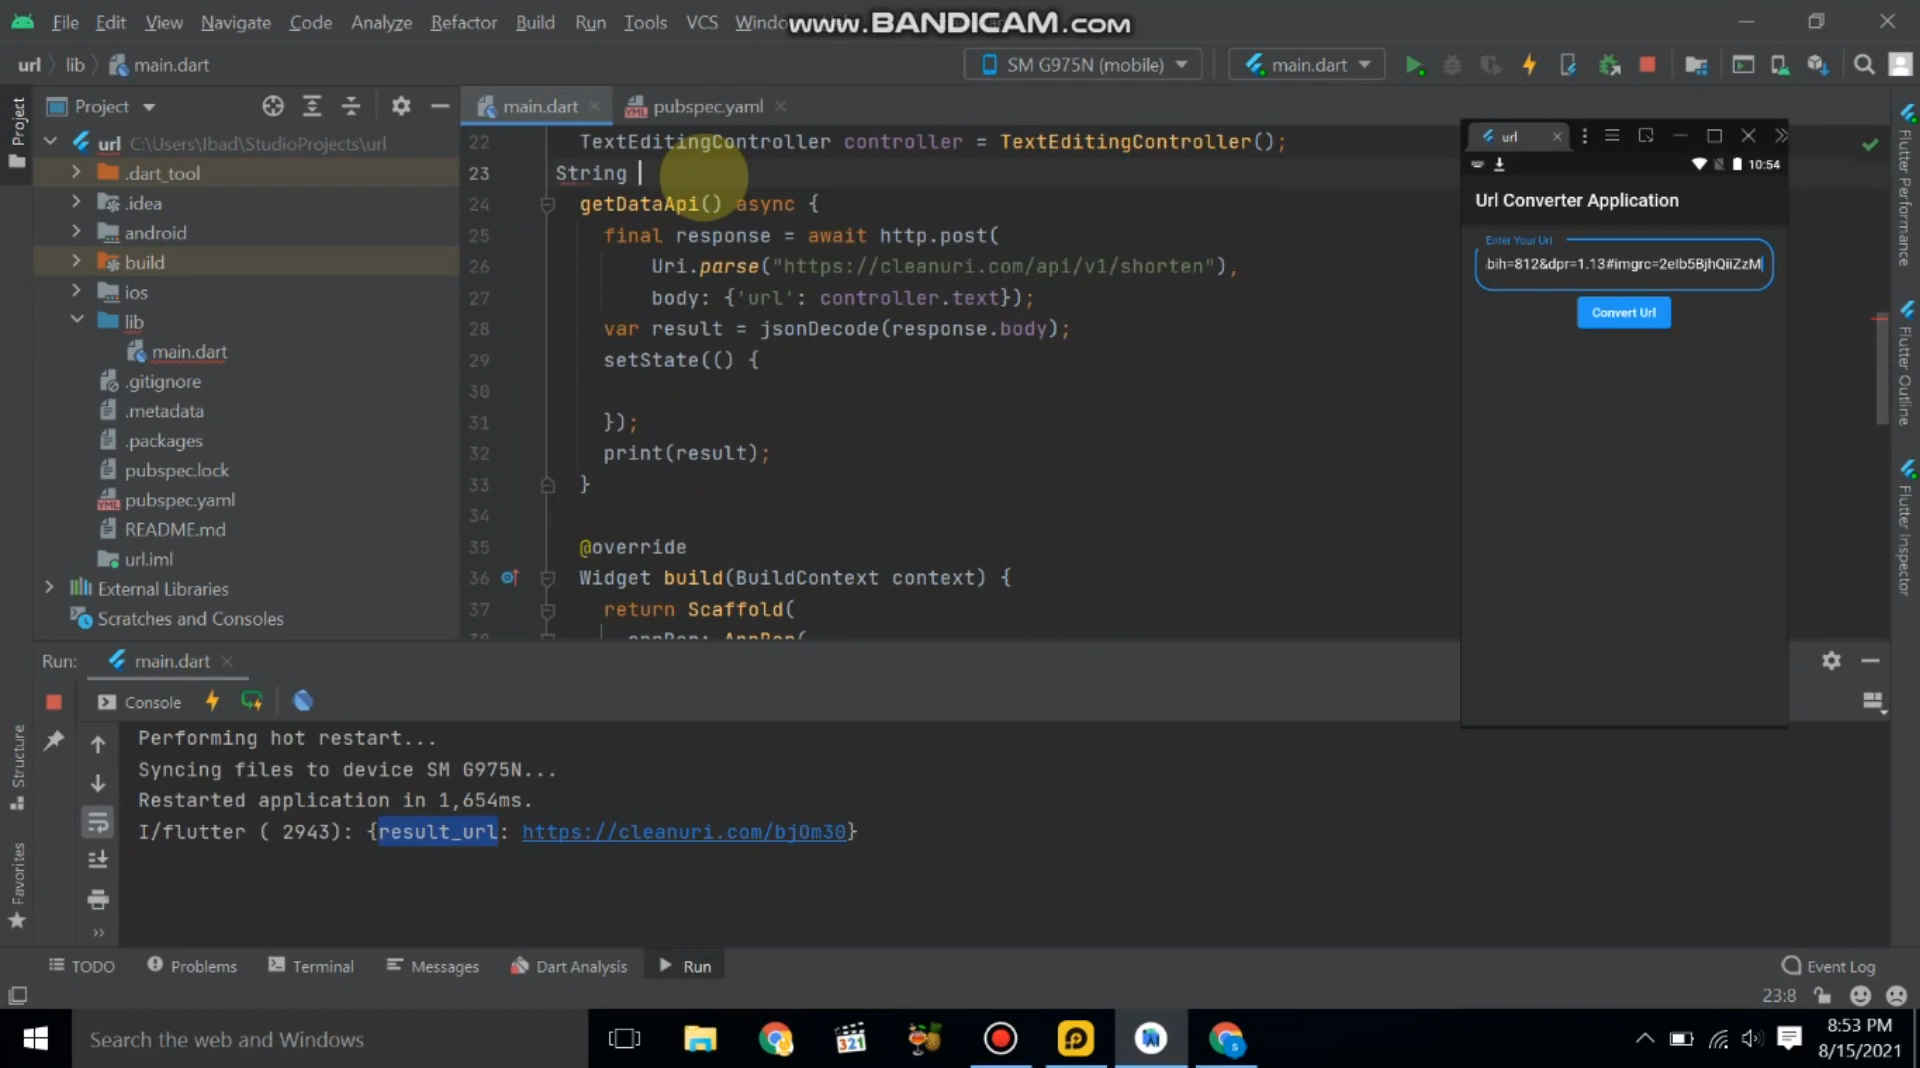 File Edit View Navigate Code Analyze Refactor Build Run Tools VCS Window
www.BANDICAM.com
url lib main.dart
SM G975N (mobile)
main.dart
Project
main.dart
pubspec.yaml
url C:\Users\Ibad\StudioProjects\url
.dart_tool
.idea
android
build
ios
lib
main.dart
.gitignore
.metadata
.packages
pubspec.lock
pubspec.yaml
README.md
url.iml
External Libraries
Scratches and Consoles
22 TextEditingController controller = TextEditingController();
23 String
24 getDataApi() async {
25 final response = await http.post(
26 Uri.parse("https://cleanuri.com/api/v1/shorten"),
27 body: {'url': controller.text});
28 var result = jsonDecode(response.body);
29 setState(() {
30
31 });
32 print(result);
33 }
34
35 @override
36 Widget build(BuildContext context) {
37 return Scaffold(
38 appBar: AppBar(
url
10:54
Url Converter Application
Enter Your Url
bih=812&dpr=1.13#imgrc=2eIb5BjhQiiZzM
Convert Url
Project
Structure
Favorites
Flutter Performance
Flutter Outline
Flutter Inspector
Run: main.dart
Console
Performing hot restart...
Syncing files to device SM G975N...
Restarted application in 1,654ms.
I/flutter ( 2943): {result_url: https://cleanuri.com/bjOm30}
TODO Problems Terminal Messages Dart Analysis Run
Event Log
23:8
Search the web and Windows
321
8:53 PM
8/15/2021